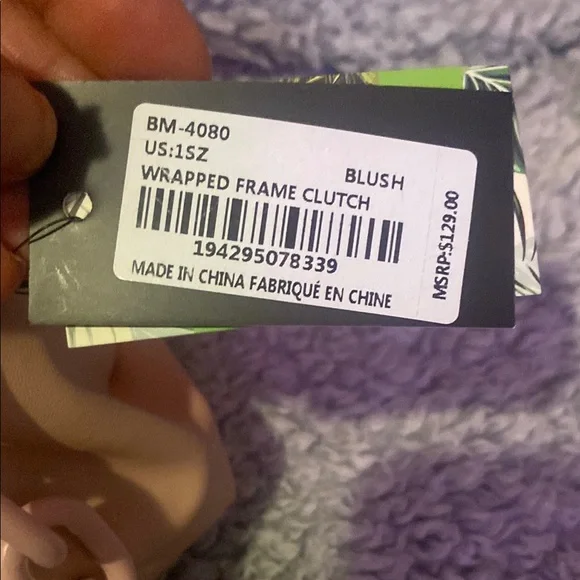 BM-4080
US:1SZ
BLUSH
WRAPPED FRAME CLUTCH
194295078339
MADE IN CHINA FABRIQUÉ EN CHINE
MSRP:$129.00